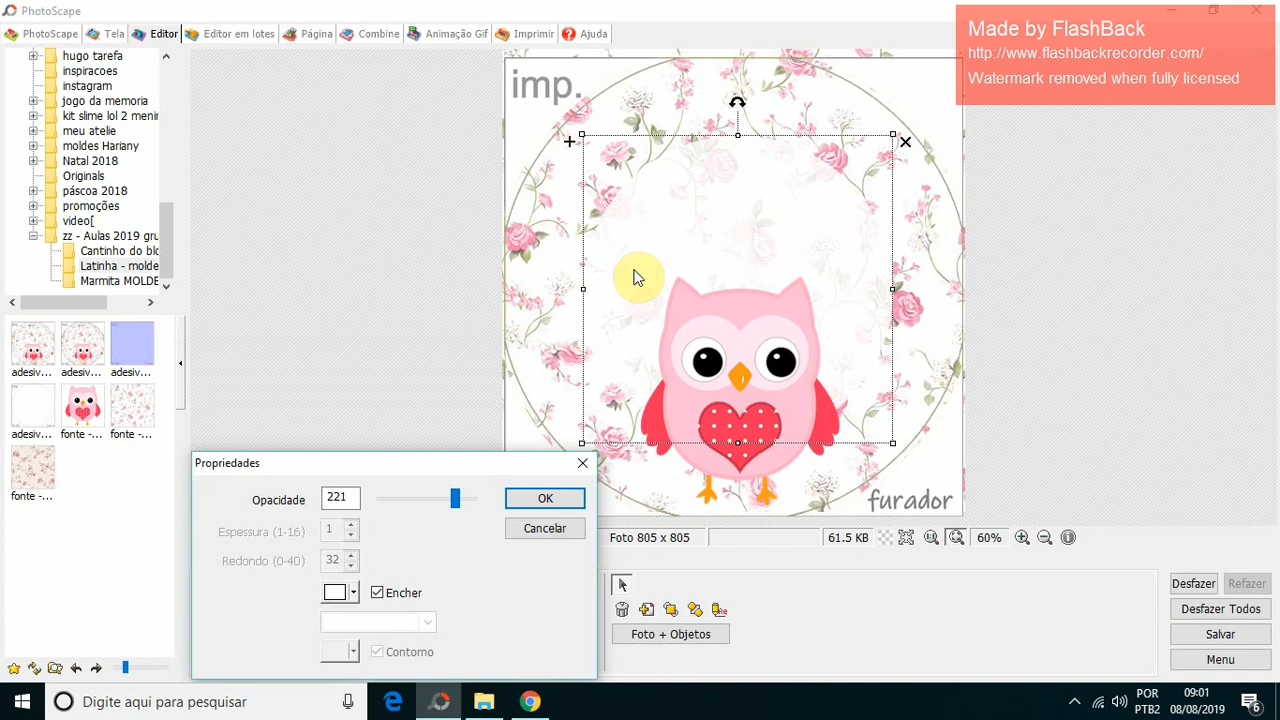 PhotoScape
PhotoScape
Tela
Editor
Editor em lotes
Página
Combine
Animação Gif
Imprimir
Ajuda
Made by FlashBack
http://www.flashbackrecorder.com/
Watermark removed when fully licensed
hugo tarefa
inspiracoes
instagram
jogo da memoria
kit slime lol 2 meni
meu atelie
moldes Hariany
Natal 2018
Originals
páscoa 2018
promoções
video[
zz - Aulas 2019 gru
Cantinho do blo
Latinha - molde
Marmita MOLDE
imp.
furador
adesiv...
adesiv...
adesiv...
adesiv...
fonte -...
fonte -...
fonte -...
Propriedades
Opacidade
221
OK
Espessura (1-16)
1
Cancelar
Redondo (0-40)
32
Encher
Contorno
Foto 805 x 805
61.5 KB
60%
Foto + Objetos
Desfazer
Refazer
Desfazer Todos
Salvar
Menu
Digite aqui para pesquisar
POR
PTB2
09:01
08/08/2019
6